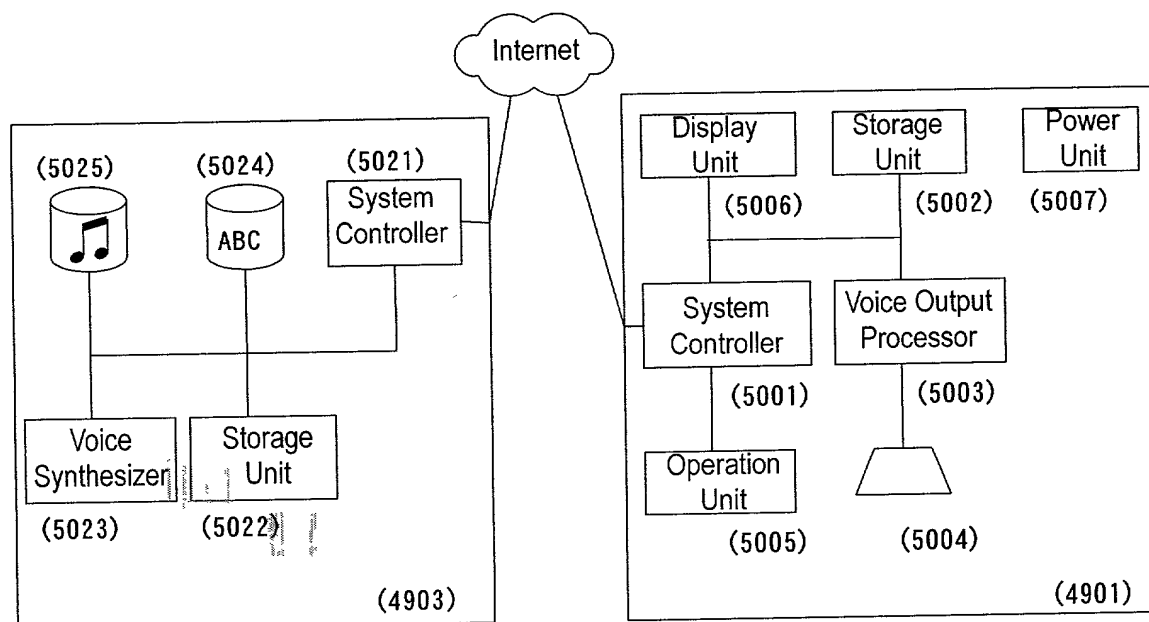 Internet
(5025)
(5024)
(5021)
ABC
System
Controller
Voice
Synthesizer
Storage
Unit
(5023)
(5022)
(4903)
Display
Unit
Storage
Unit
Power
Unit
(5006)
(5002)
(5007)
System
Controller
Voice Output
Processor
(5001)
(5003)
Operation
Unit
(5005)
(5004)
(4901)